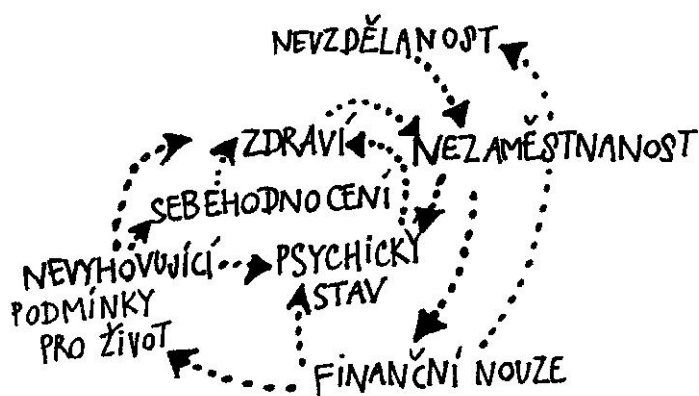 NEVZDĚLANOST
ZDRAVÍ
NEZAMĚSTNANOST
SEBEHODNOCENÍ
NEVYHOVUJÍCÍ
PODMÍNKY
PRO ŽIVOT
PSYCHICKÝ
STAV
FINANČNÍ NOUZE